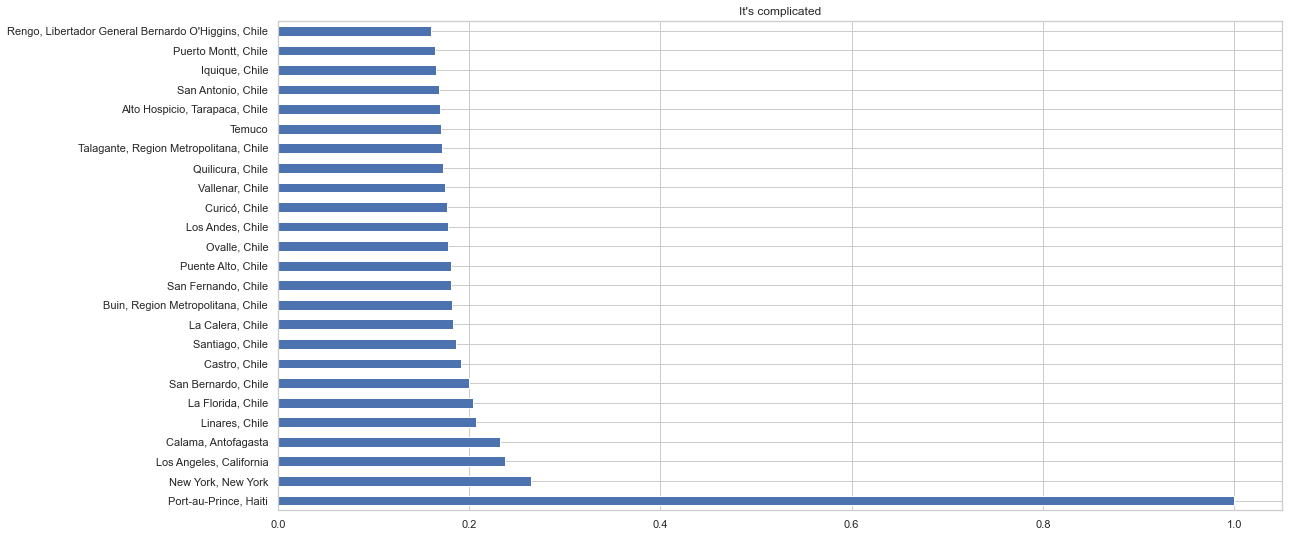 It's complicated
Rengo, Libertador General Bernardo O'Higgins, Chile
Puerto Montt, Chile
Iquique, Chile
San Antonio, Chile
Alto Hospicio, Tarapaca, Chile
Temuco
Talagante, Region Metropolitana, Chile
Quilicura, Chile
Vallenar, Chile
Curicó, Chile
Los Andes, Chile
Ovalle, Chile
Puente Alto, Chile
San Fernando, Chile
Buin, Region Metropolitana, Chile
La Calera, Chile
Santiago, Chile
Castro, Chile
San Bernardo, Chile
La Florida, Chile
Linares, Chile
Calama, Antofagasta
Los Angeles, California
New York, New York
Port-au-Prince, Haiti
0.0 0.2 0.4 0.6 0.8 1.0